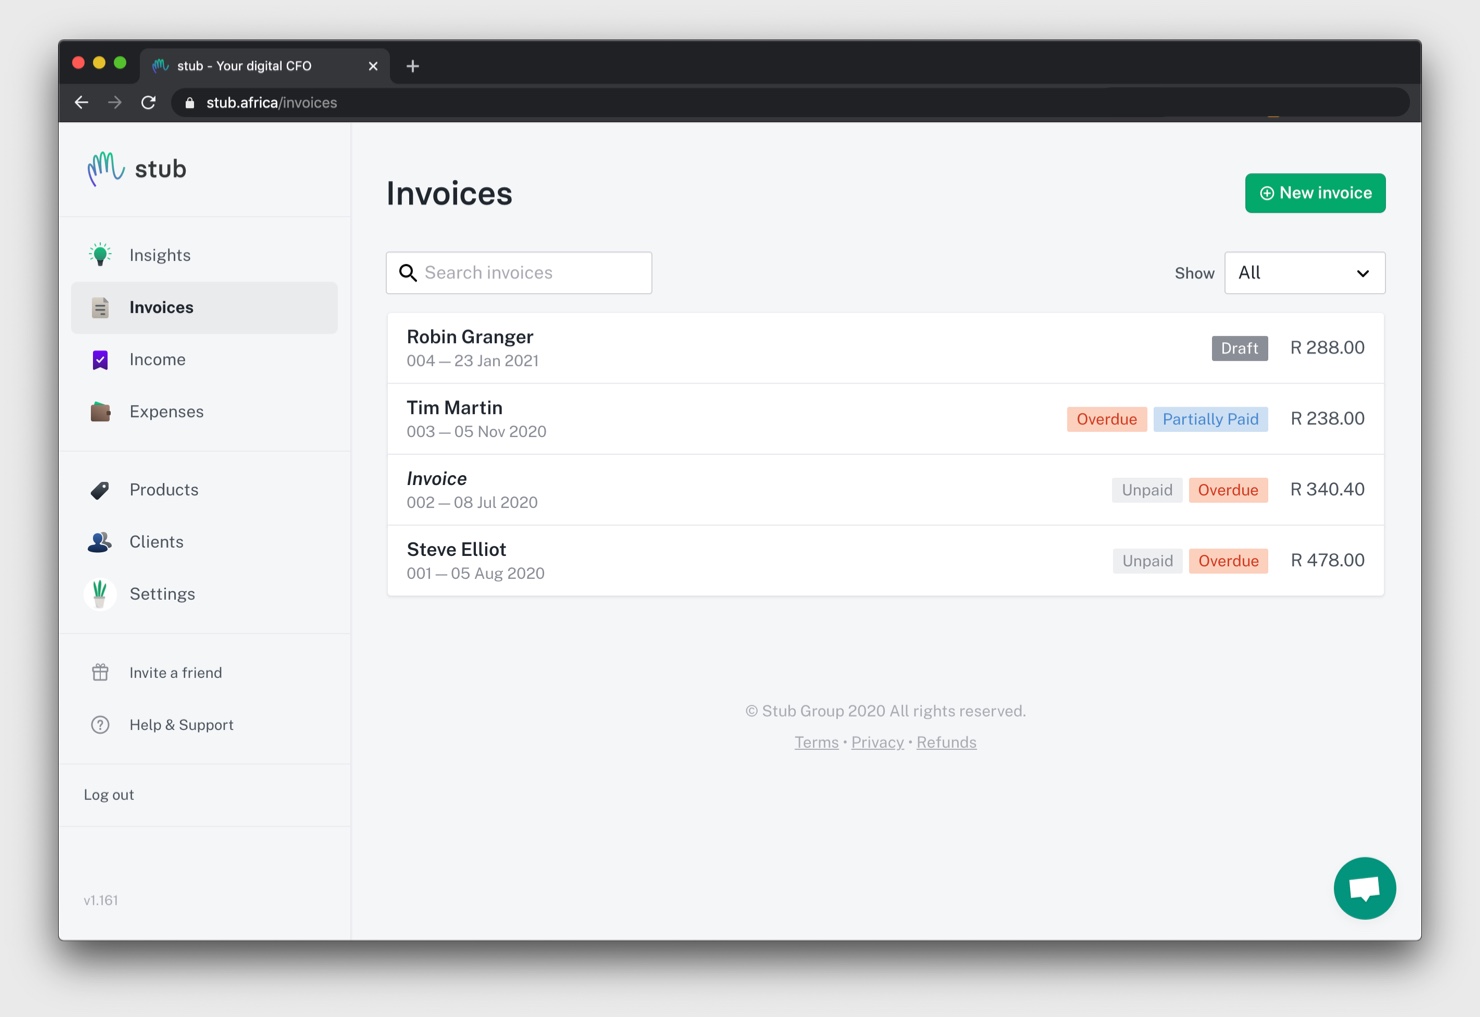 stub - Your digital CFO
stub.africa/invoices
stub
Insights
Invoices
Income
Expenses
Products
Clients
Settings
Invite a friend
Help & Support
Log out
v1.161
Invoices
New invoice
Search invoices
Show All
Robin Granger
004 — 23 Jan 2021
Draft R 288.00
Tim Martin
003 — 05 Nov 2020
Overdue Partially Paid R 238.00
Invoice
002 — 08 Jul 2020
Unpaid Overdue R 340.40
Steve Elliot
001 — 05 Aug 2020
Unpaid Overdue R 478.00
© Stub Group 2020 All rights reserved.
Terms • Privacy • Refunds